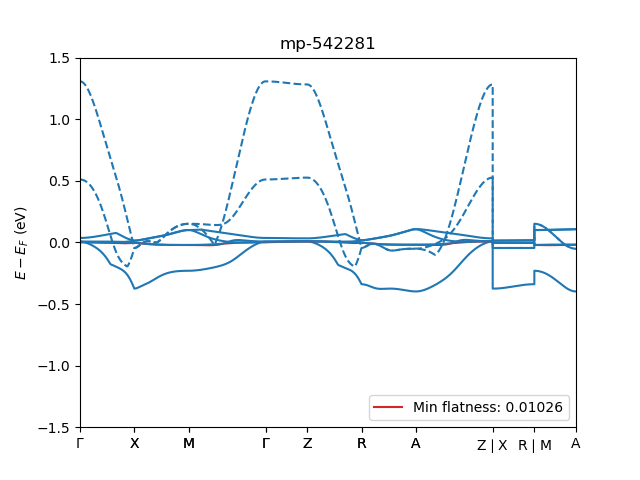 mp-542281
1.5
1.0
0.5
0.0
−0.5
−1.0
−1.5
E − E_F (eV)
Min flatness: 0.01026
Γ X M Γ Z R A Z | X R | M A